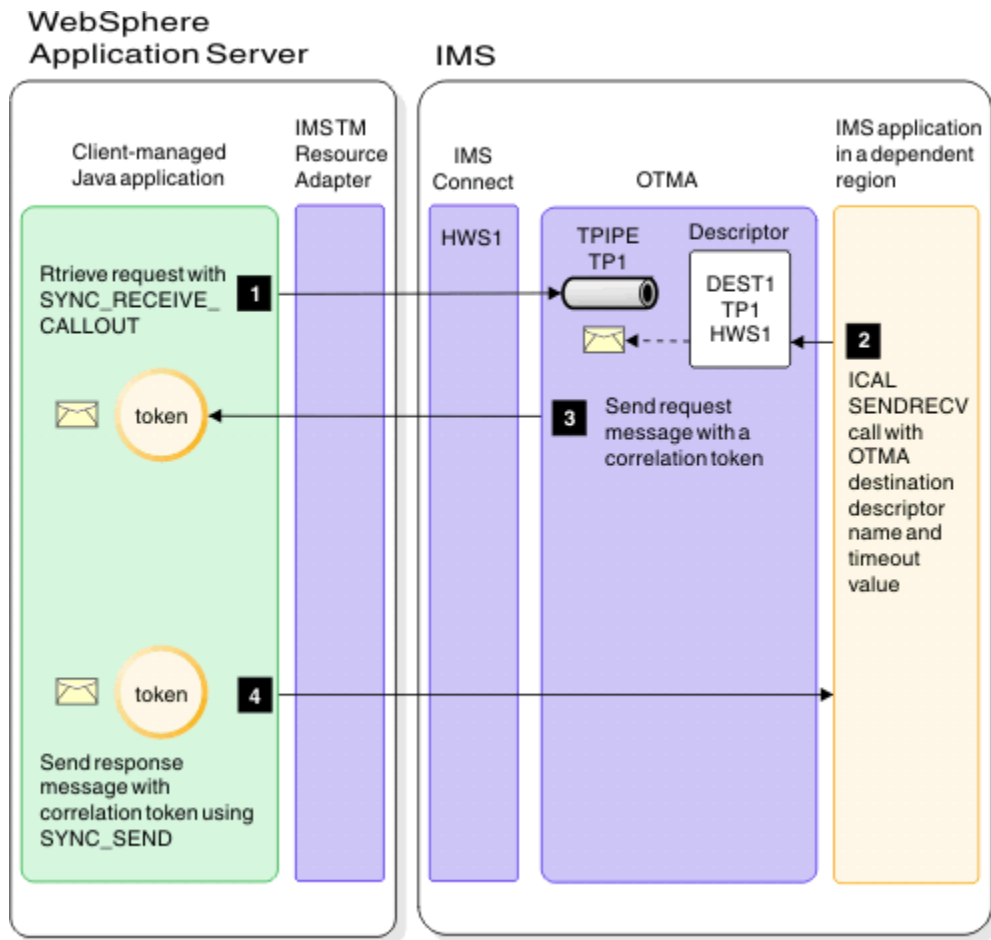 WebSphere
Application Server
IMS
Client-managed
Java application
IMS TM
Resource
Adapter
IMS
Connect
OTMA
IMS application
in a dependent
region
HWS1
TPIPE
TP1
Descriptor
DEST1
TP1
HWS1
Rtrieve request with
SYNC_RECEIVE_
CALLOUT
1
2
ICAL
SENDRECV
call with
OTMA
destination
descriptor
name and
timeout
value
token
3
Send request
message with a
correlation token
token
4
Send response
message with
correlation token using
SYNC_SEND